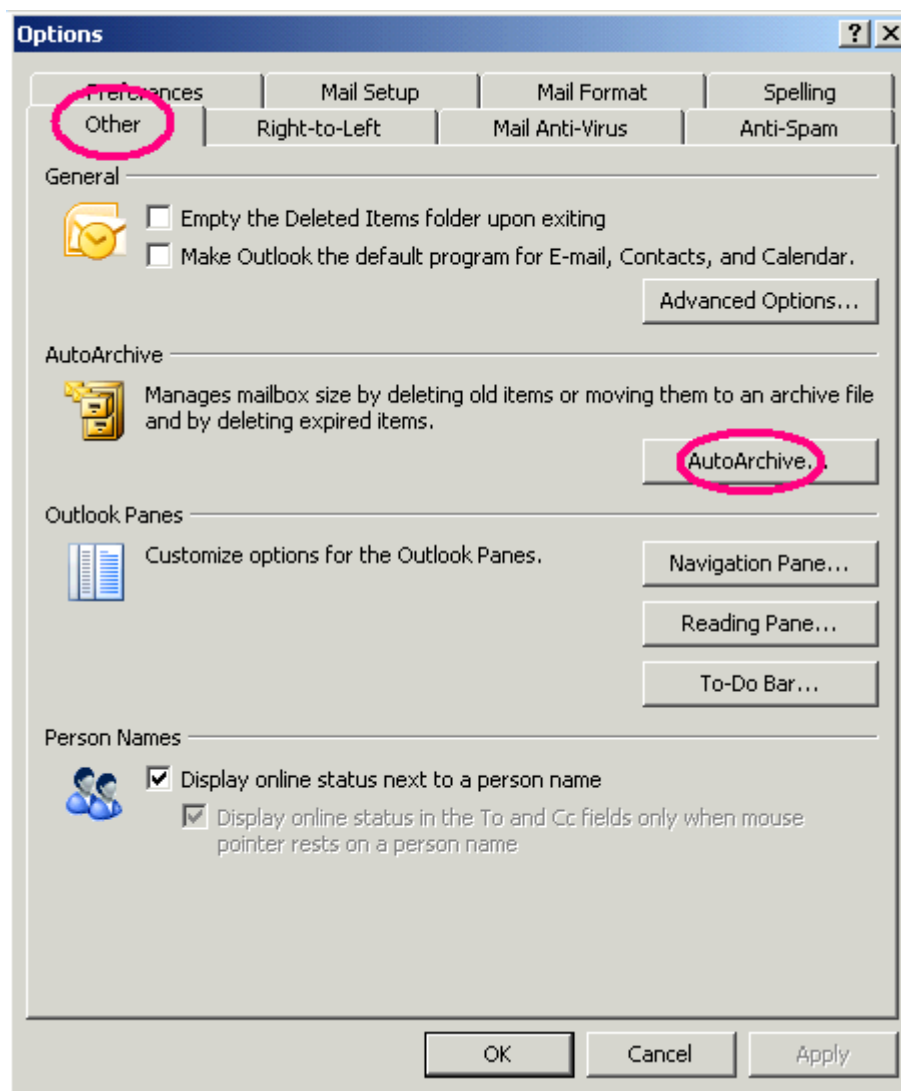 Options
Preferences
Mail Setup
Mail Format
Spelling
Other
Right-to-Left
Mail Anti-Virus
Anti-Spam
General
Empty the Deleted Items folder upon exiting
Make Outlook the default program for E-mail, Contacts, and Calendar.
Advanced Options...
AutoArchive
Manages mailbox size by deleting old items or moving them to an archive file
and by deleting expired items.
AutoArchive...
Outlook Panes
Customize options for the Outlook Panes.
Navigation Pane...
Reading Pane...
To-Do Bar...
Person Names
Display online status next to a person name
Display online status in the To and Cc fields only when mouse
pointer rests on a person name
OK
Cancel
Apply